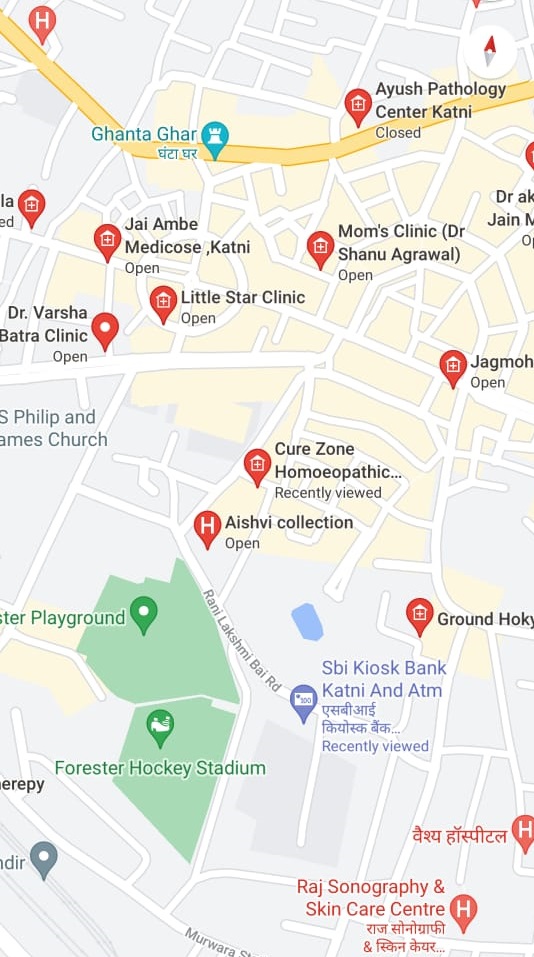 H
Ayush Pathology
Center Katni
Closed
Ghanta Ghar
घंटा घर
la
ed
Dr ak
Jain M
Op
Jai Ambe
Medicose ,Katni
Open
Mom's Clinic (Dr
Shanu Agrawal)
Open
Little Star Clinic
Open
Dr. Varsha
Batra Clinic
Open
Jagmoh
Open
S Philip and
ames Church
Cure Zone
Homoeopathic...
Recently viewed
H
Aishvi collection
Open
ster Playground
Rani Lakshmi Bai Rd
Ground Hoky
Sbi Kiosk Bank
Katni And Atm
एसबीआई
कियोस्क बैंक...
Recently viewed
Forester Hockey Stadium
erepy
वैश्य हॉस्पीटल
H
ndir
Raj Sonography &
Skin Care Centre
राज सोनोग्राफी
& स्किन केयर...
H
Murwara Sta